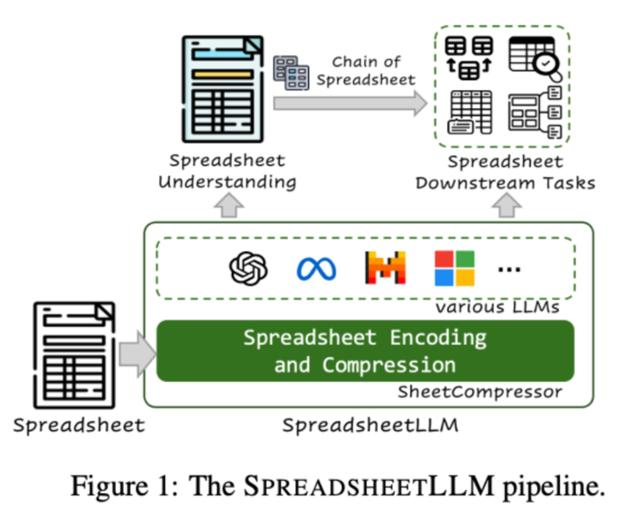 Chain of
Spreadsheet
Spreadsheet
Understanding
Spreadsheet
Downstream Tasks
...
various LLMs
Spreadsheet Encoding
and Compression
SheetCompressor
Spreadsheet
SpreadsheetLLM
Figure 1: The SPREADSHEETLLM pipeline.